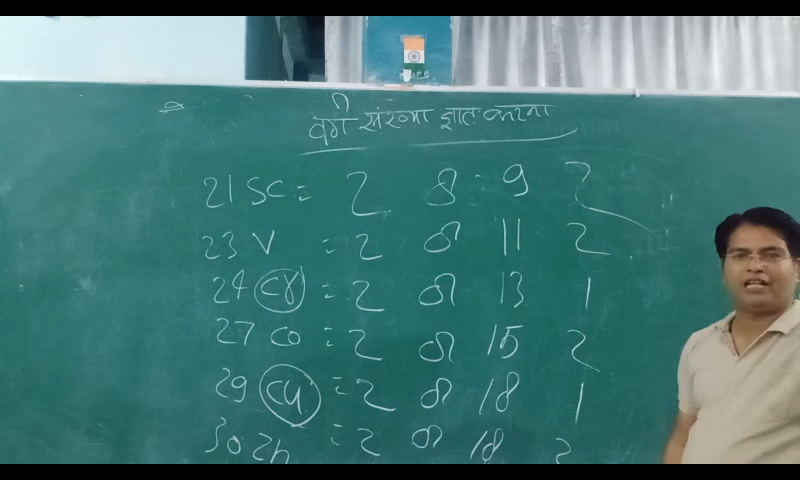 वर्ग संख्या ज्ञात करना
21 SC = 2 8 9 2
23 V = 2 8 11 2
24 Cr = 2 8 13 1
27 Co = 2 8 15 2
29 Cu = 2 8 18 1
30 Zn = 2 8 18 2